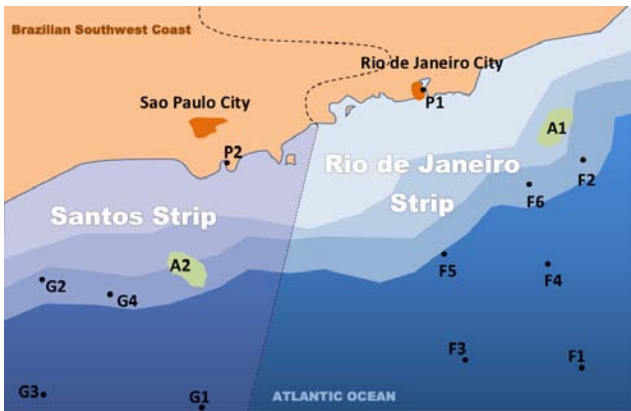 Brazilian Southwest Coast
Rio de Janeiro City
P1
Sao Paulo City
P2
A1
Rio de Janeiro
Strip
F2
F6
Santos Strip
A2
F5
F4
G2
G4
F3
F1
G3
G1
ATLANTIC OCEAN